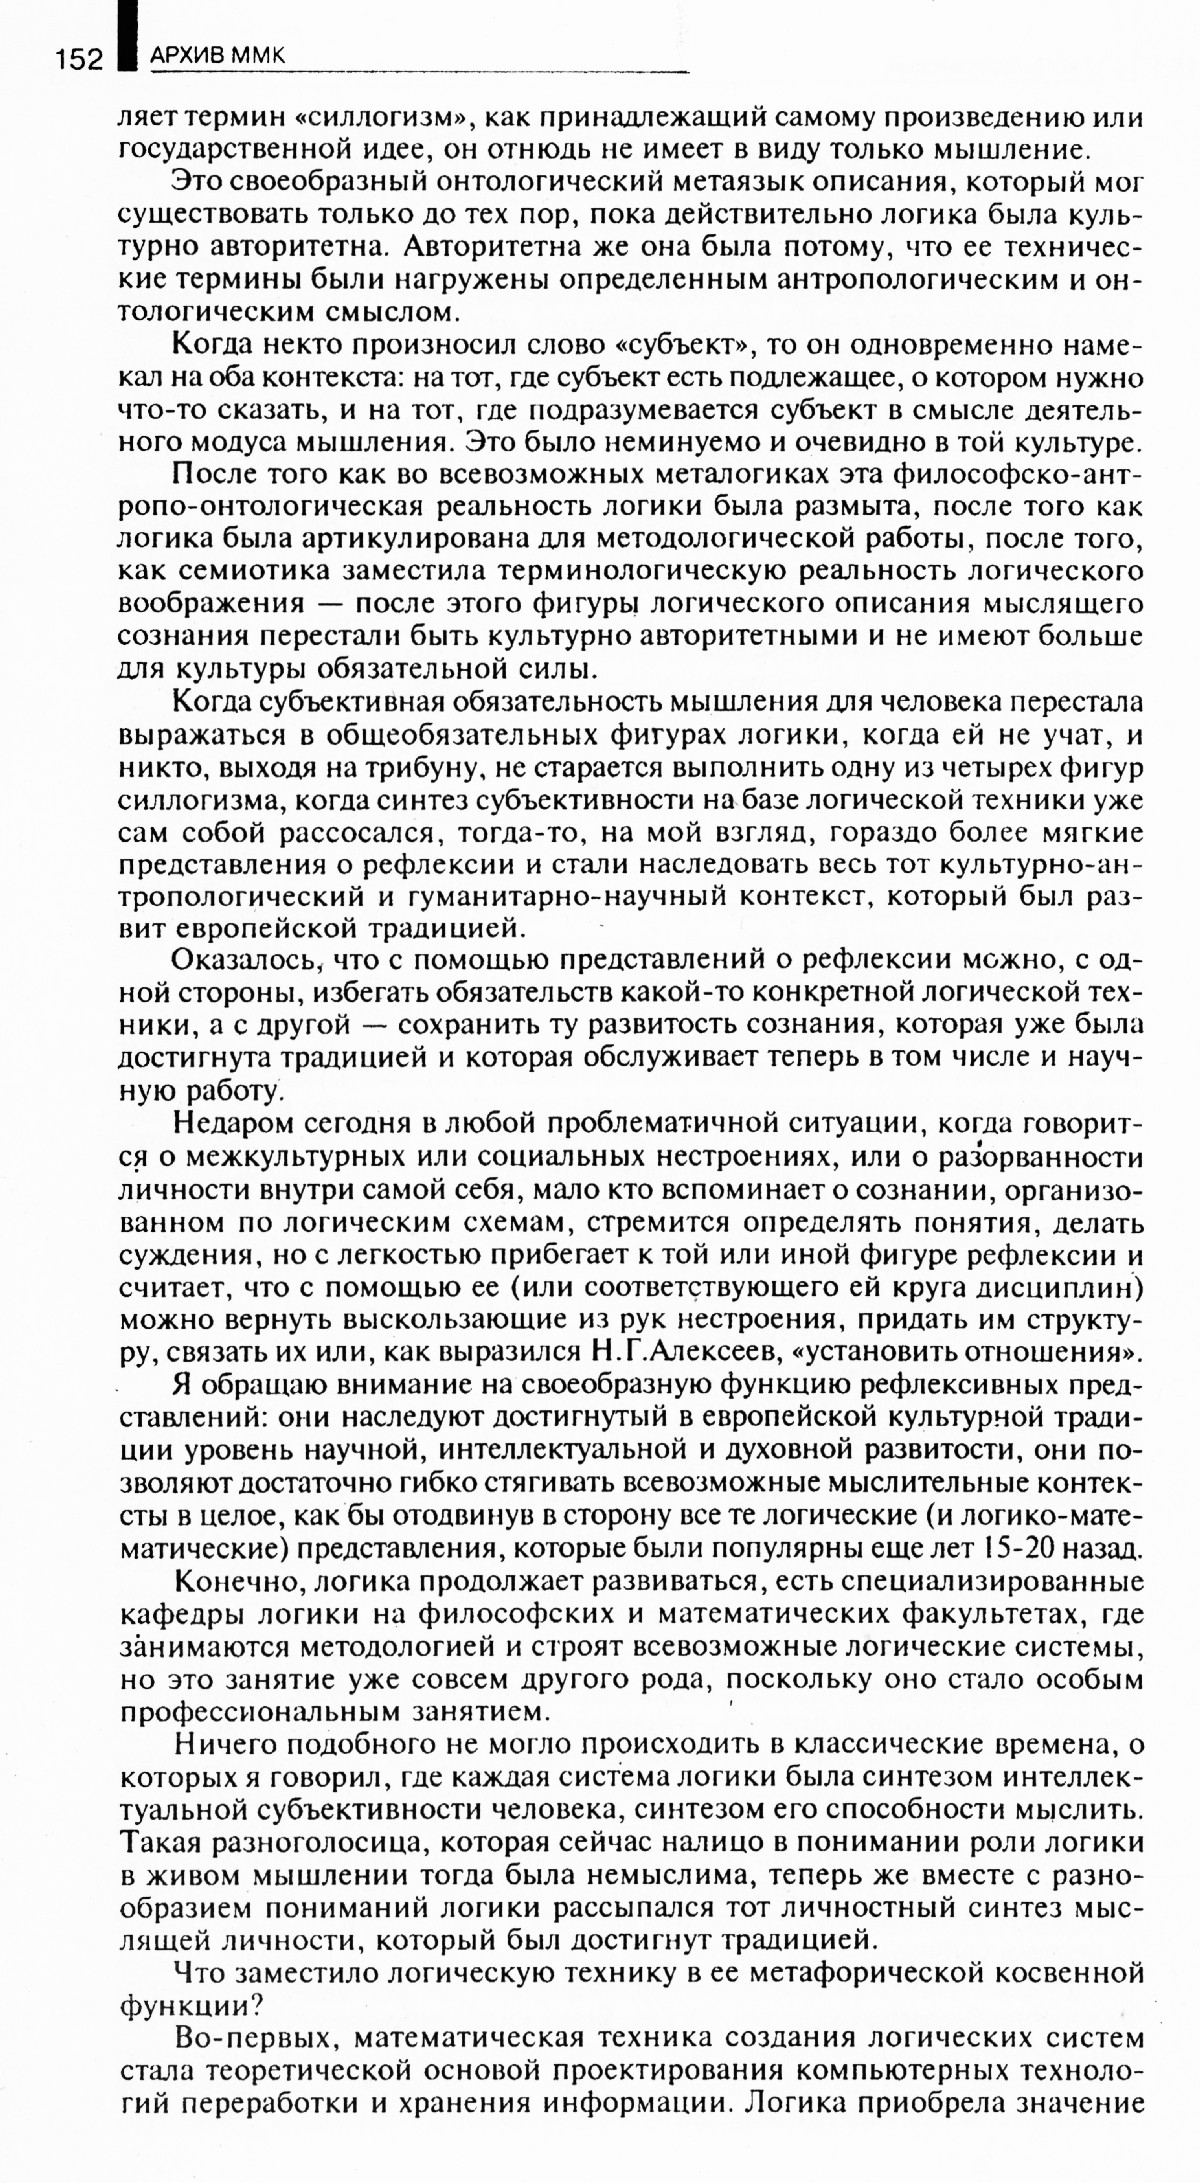 152
АРХИВ ММК
ляет термин «силлогизм», как принадлежащий самому произведению или
государственной идее, он отнюдь не имеет в виду только мышление.
Это своеобразный онтологический метаязык описания, который мог
существовать только до тех пор, пока действительно логика была куль-
турно авторитетна. Авторитетна же она была потому, что ее техничес-
кие термины были нагружены определенным антропологическим и он-
тологическим смыслом.
Когда некто произносил слово «субъект», то он одновременно наме-
кал на оба контекста: на тот, где субъект есть подлежащее, о котором нужно
что-то сказать, и на тот, где подразумевается субъект в смысле деятель-
ного модуса мышления. Это было неминуемо и очевидно в той культуре.
После того как во всевозможных металогиках эта философско-ант-
ропо-онтологическая реальность логики была размыта, после того как
логика была артикулирована для методологической работы, после того,
как семиотика заместила терминологическую реальность логического
воображения — после этого фигуры логического описания мыслящего
сознания перестали быть культурно авторитетными и не имеют больше
для культуры обязательной силы.
Когда субъективная обязательность мышления для человека перестала
выражаться в общеобязательных фигурах логики, когда ей не учат, и
никто, выходя на трибуну, не старается выполнить одну из четырех фигур
силлогизма, когда синтез субъективности на базе логической техники уже
сам собой рассосался, тогда-то, на мой взгляд, гораздо более мягкие
представления о рефлексии и стали наследовать весь тот культурно-ан-
тропологический и гуманитарно-научный контекст, который был раз-
вит европейской традицией.
Оказалось, что с помощью представлений о рефлексии можно, с од-
ной стороны, избегать обязательств какой-то конкретной логической тех-
ники, а с другой — сохранить ту развитость сознания, которая уже была
достигнута традицией и которая обслуживает теперь в том числе и науч-
ную работу.
Недаром сегодня в любой проблематичной ситуации, когда говорит-
ся о межкультурных или социальных нестроениях, или о разорванности
личности внутри самой себя, мало кто вспоминает о сознании, организо-
ванном по логическим схемам, стремится определять понятия, делать
суждения, но с легкостью прибегает к той или иной фигуре рефлексии и
считает, что с помощью ее (или соответствующего ей круга дисциплин)
можно вернуть выскользающие из рук нестроения, придать им структу-
ру, связать их или, как выразился Н.Г.Алексеев, «установить отношения».
Я обращаю внимание на своеобразную функцию рефлексивных пред-
ставлений: они наследуют достигнутый в европейской культурной тради-
ции уровень научной, интеллектуальной и духовной развитости, они по-
зволяют достаточно гибко стягивать всевозможные мыслительные контек-
сты в целое, как бы отодвинув в сторону все те логические (и логико-мате-
матические) представления, которые были популярны еще лет 15-20 назад.
Конечно, логика продолжает развиваться, есть специализированные
кафедры логики на философских и математических факультетах, где
занимаются методологией и строят всевозможные логические системы,
но это занятие уже совсем другого рода, поскольку оно стало особым
профессиональным занятием.
Ничего подобного не могло происходить в классические времена, о
которых я говорил, где каждая система логики была синтезом интеллек-
туальной субъективности человека, синтезом его способности мыслить.
Такая разноголосица, которая сейчас налицо в понимании роли логики
в живом мышлении тогда была немыслима, теперь же вместе с разно-
образием пониманий логики рассыпался тот личностный синтез мыс-
лящей личности, который был достигнут традицией.
Что заместило логическую технику в ее метафорической косвенной
функции?
Во-первых, математическая техника создания логических систем
стала теоретической основой проектирования компьютерных техноло-
гий переработки и хранения информации. Логика приобрела значение